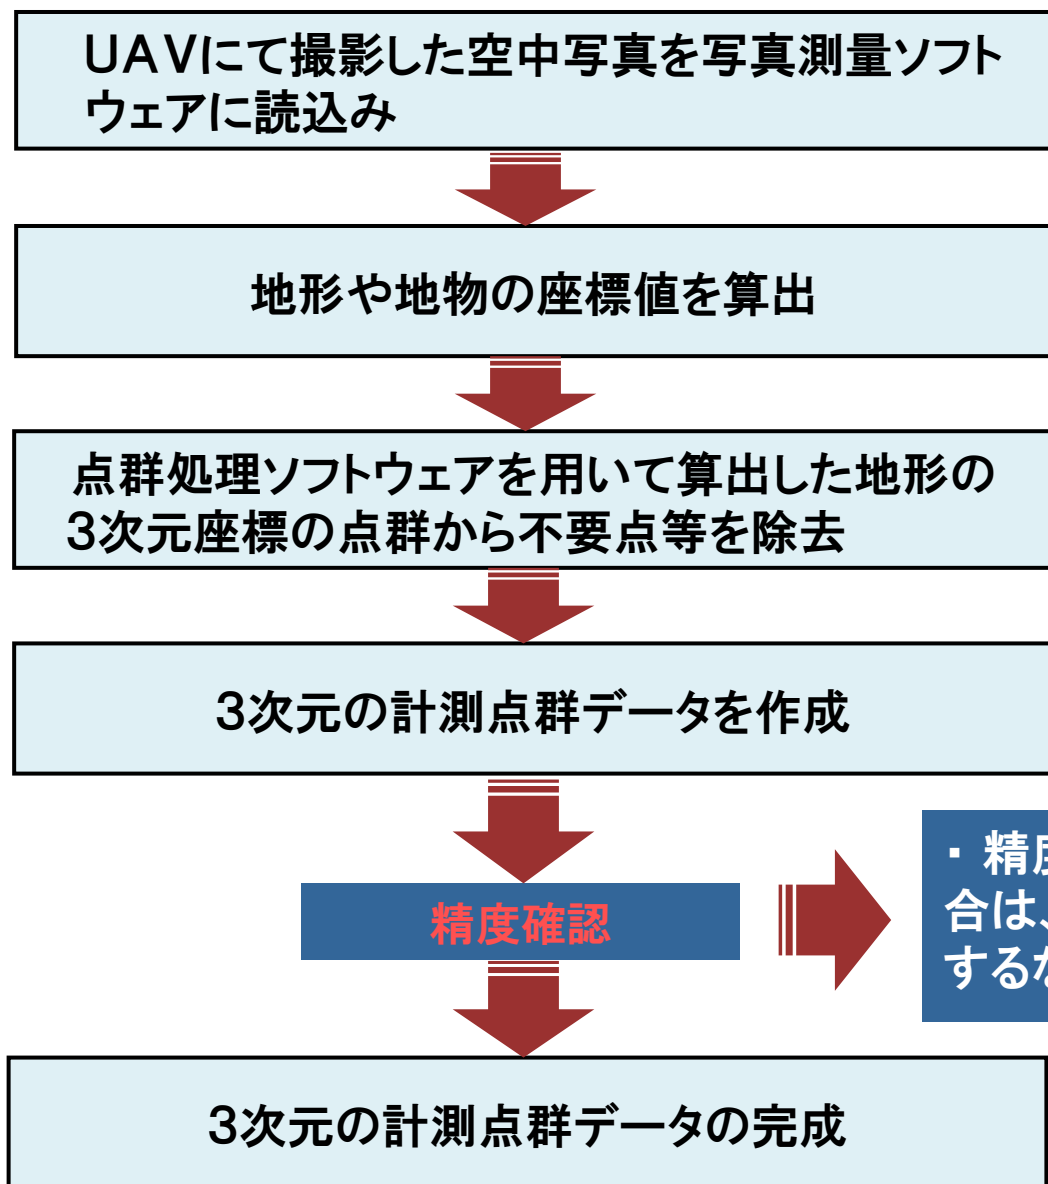 UAVにて撮影した空中写真を写真測量ソフト
ウェアに読込み
地形や地物の座標値を算出
点群処理ソフトウェアを用いて算出した地形の
3次元座標の点群から不要点等を除去
3次元の計測点群データを作成
精度確認
・精度
合は、
するな
3次元の計測点群データの完成